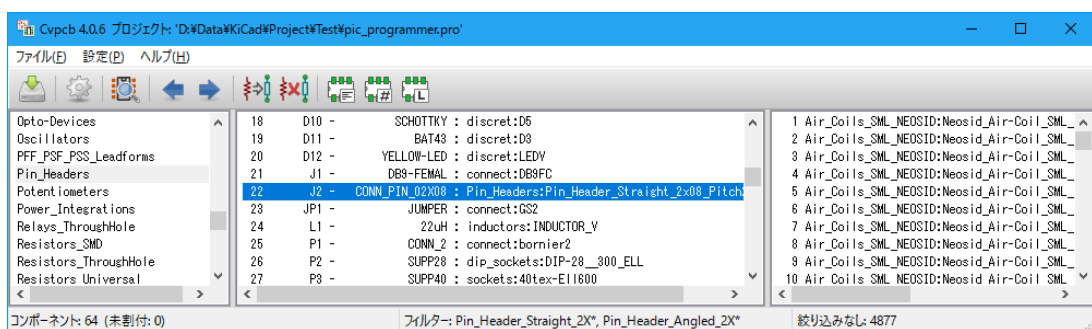 Cvpcb 4.0.6 プロジェクト: 'D:¥Data¥KiCad¥Project¥Test¥pic_programmer.pro'
ファイル(F) 設定(P) ヘルプ(H)
Opto-Devices
Oscillators
PFF_PSF_PSS_Leadforms
Pin_Headers
Potentiometers
Power_Integrations
Relays_ThroughHole
Resistors_SMD
Resistors_ThroughHole
Resistors_Universal
18 D10 - SCHOTTKY : discret:D5
19 D11 - BAT43 : discret:D3
20 D12 - YELLOW-LED : discret:LEDV
21 J1 - DB9-FEMAL : connect:DB9FC
22 J2 - CONN_PIN_02X08 : Pin_Headers:Pin_Header_Straight_2x08_Pitch
23 JP1 - JUMPER : connect:GS2
24 L1 - 22uH : inductors:INDUCTOR_V
25 P1 - CONN_2 : connect:bornier2
26 P2 - SUPP28 : dip_sockets:DIP-28__300_ELL
27 P3 - SUPP40 : sockets:40tex-Ell600
1 Air_Coils_SML_NEOSID:Neosid_Air-Coil_SML_
2 Air_Coils_SML_NEOSID:Neosid_Air-Coil_SML_
3 Air_Coils_SML_NEOSID:Neosid_Air-Coil_SML_
4 Air_Coils_SML_NEOSID:Neosid_Air-Coil_SML_
5 Air_Coils_SML_NEOSID:Neosid_Air-Coil_SML_
6 Air_Coils_SML_NEOSID:Neosid_Air-Coil_SML_
7 Air_Coils_SML_NEOSID:Neosid_Air-Coil_SML_
8 Air_Coils_SML_NEOSID:Neosid_Air-Coil_SML_
9 Air_Coils_SML_NEOSID:Neosid_Air-Coil_SML_
10 Air_Coils_SML_NEOSID:Neosid_Air-Coil_SML_
コンポーネント: 64 (未割付: 0)
フィルター: Pin_Header_Straight_2X*, Pin_Header_Angled_2X*
絞り込みなし: 4877